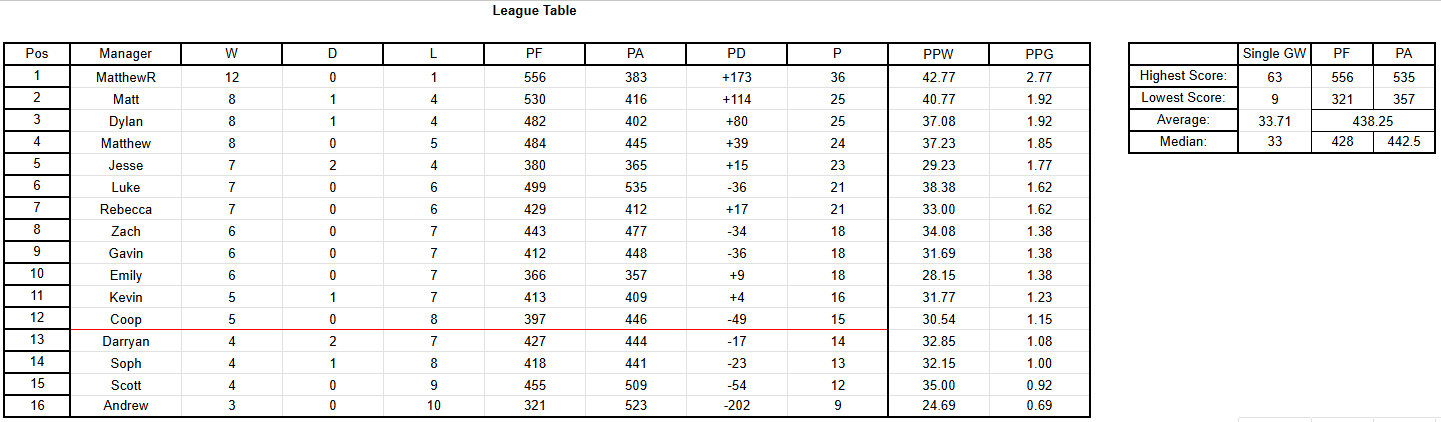 League Table
Pos Manager W D L PF PA PD P PPW PPG
1 MatthewR 12 0 1 556 383 +173 36 42.77 2.77
2 Matt 8 1 4 530 416 +114 25 40.77 1.92
3 Dylan 8 1 4 482 402 +80 25 37.08 1.92
4 Matthew 8 0 5 484 445 +39 24 37.23 1.85
5 Jesse 7 2 4 380 365 +15 23 29.23 1.77
6 Luke 7 0 6 499 535 -36 21 38.38 1.62
7 Rebecca 7 0 6 429 412 +17 21 33.00 1.62
8 Zach 6 0 7 443 477 -34 18 34.08 1.38
9 Gavin 6 0 7 412 448 -36 18 31.69 1.38
10 Emily 6 0 7 366 357 +9 18 28.15 1.38
11 Kevin 5 1 7 413 409 +4 16 31.77 1.23
12 Coop 5 0 8 397 446 -49 15 30.54 1.15
13 Darryan 4 2 7 427 444 -17 14 32.85 1.08
14 Soph 4 1 8 418 441 -23 13 32.15 1.00
15 Scott 4 0 9 455 509 -54 12 35.00 0.92
16 Andrew 3 0 10 321 523 -202 9 24.69 0.69
Single GW PF PA
Highest Score: 63 556 535
Lowest Score: 9 321 357
Average: 33.71 438.25
Median: 33 428 442.5